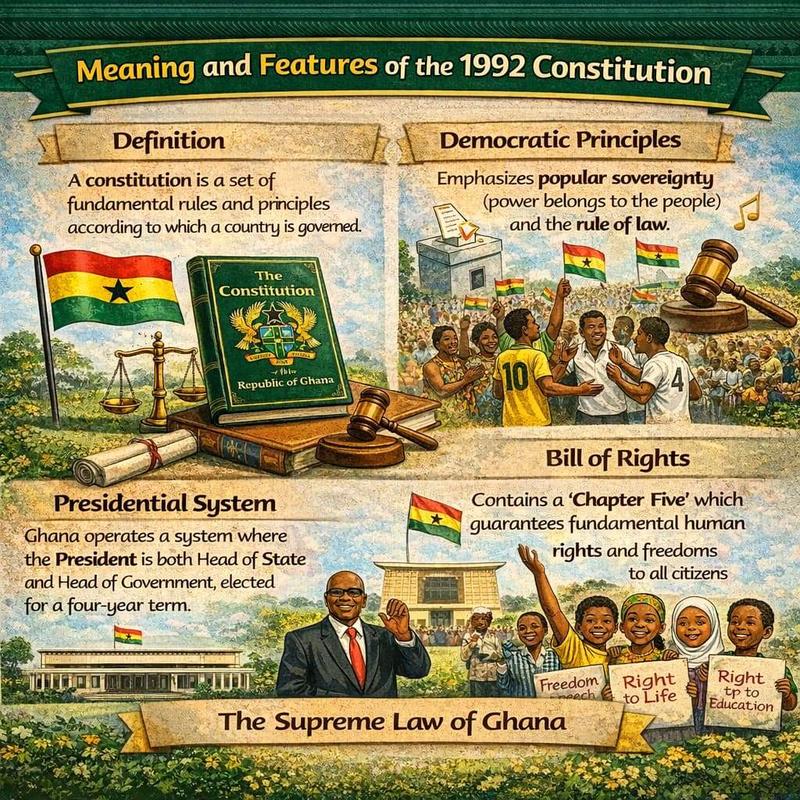 Meaning and Features of the 1992 Constitution
Definition
A constitution is a set of
fundamental rules and principles
according to which a country is governed.
The
Constitution
Republic of Ghana
Democratic Principles
Emphasizes popular sovereignty
(power belongs to the people)
and the rule of law.
10
4
Presidential System
Ghana operates a system where
the President is both Head of State
and Head of Government, elected
for a four-year term.
Bill of Rights
Contains a ‘Chapter Five’ which
guarantees fundamental human
rights and freedoms
to all citizens
Freedom
Right
to Life
Right
tp to
Education
The Supreme Law of Ghana